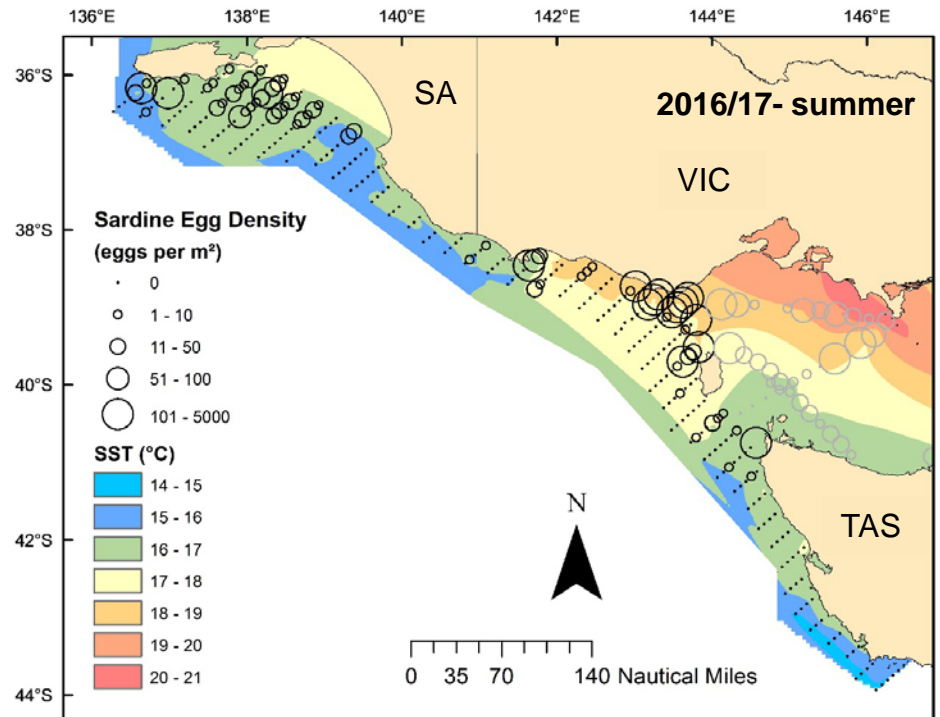 136°E 138°E 140°E 142°E 144°E 146°E
36°S
38°S
40°S
42°S
44°S
SA
2016/17- summer
VIC
TAS
Sardine Egg Density
(eggs per m²)
0
1 - 10
11 - 50
51 - 100
101 - 5000
SST (°C)
14 - 15
15 - 16
16 - 17
17 - 18
18 - 19
19 - 20
20 - 21
N
0 35 70 140 Nautical Miles